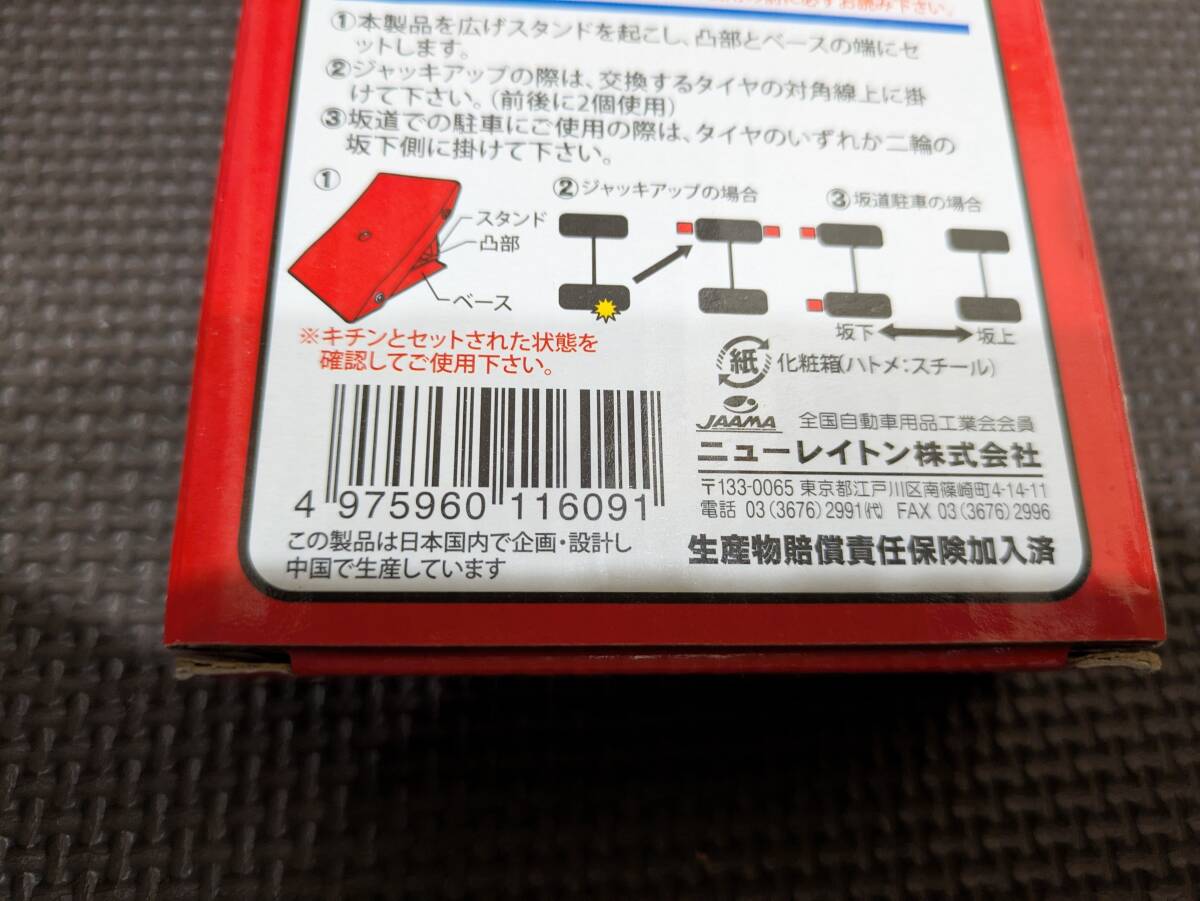 必ずお読み下さい。
①本製品を広げスタンドを起こし、凸部とベースの端にセ
ットします。
②ジャッキアップの際は、交換するタイヤの対角線上に掛
けて下さい。(前後に2個使用)
③坂道での駐車にご使用の際は、タイヤのいずれか二輪の
坂下側に掛けて下さい。
①
スタンド
凸部
ベース
②ジャッキアップの場合
③坂道駐車の場合
坂下
坂上
※キチンとセットされた状態を
確認してご使用下さい。
紙
化粧箱(ハトメ:スチール)
JAAMA
全国自動車用品工業会会員
ニューレイトン株式会社
〒133-0065 東京都江戸川区南篠崎町4-14-11
電話 03(3676)2991(代) FAX 03(3676)2996
生産物賠償責任保険加入済
4 975960 116091
この製品は日本国内で企画・設計し
中国で生産しています